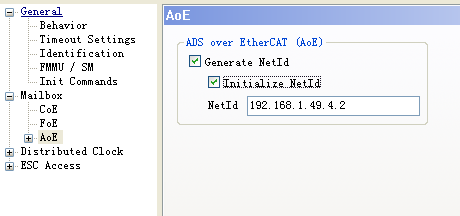 General
Behavior
Timeout Settings
Identification
FMMU / SM
Init Commands
Mailbox
CoE
FoE
AoE
Distributed Clock
ESC Access
AoE
ADS over EtherCAT (AoE)
Generate NetId
Initialize NetId
NetId 192.168.1.49.4.2